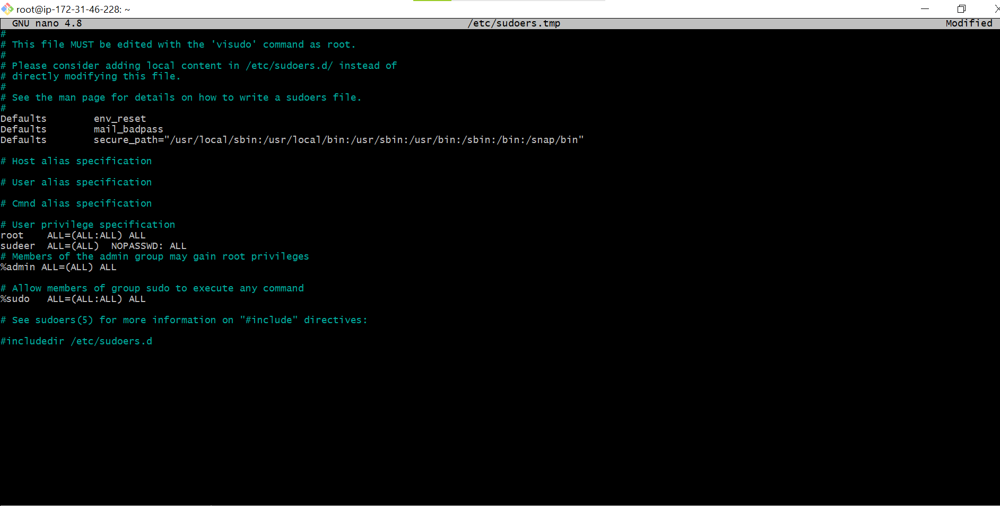 root@ip-172-31-46-228: ~
GNU nano 4.8 /etc/sudoers.tmp Modified
#
# This file MUST be edited with the 'visudo' command as root.
#
# Please consider adding local content in /etc/sudoers.d/ instead of
# directly modifying this file.
#
# See the man page for details on how to write a sudoers file.
#
Defaults        env_reset
Defaults        mail_badpass
Defaults        secure_path="/usr/local/sbin:/usr/local/bin:/usr/sbin:/usr/bin:/sbin:/bin:/snap/bin"
# Host alias specification
# User alias specification
# Cmnd alias specification
# User privilege specification
root    ALL=(ALL:ALL) ALL
sudeer  ALL=(ALL)  NOPASSWD: ALL
# Members of the admin group may gain root privileges
%admin ALL=(ALL) ALL
# Allow members of group sudo to execute any command
%sudo   ALL=(ALL:ALL) ALL
# See sudoers(5) for more information on "#include" directives:
#includedir /etc/sudoers.d